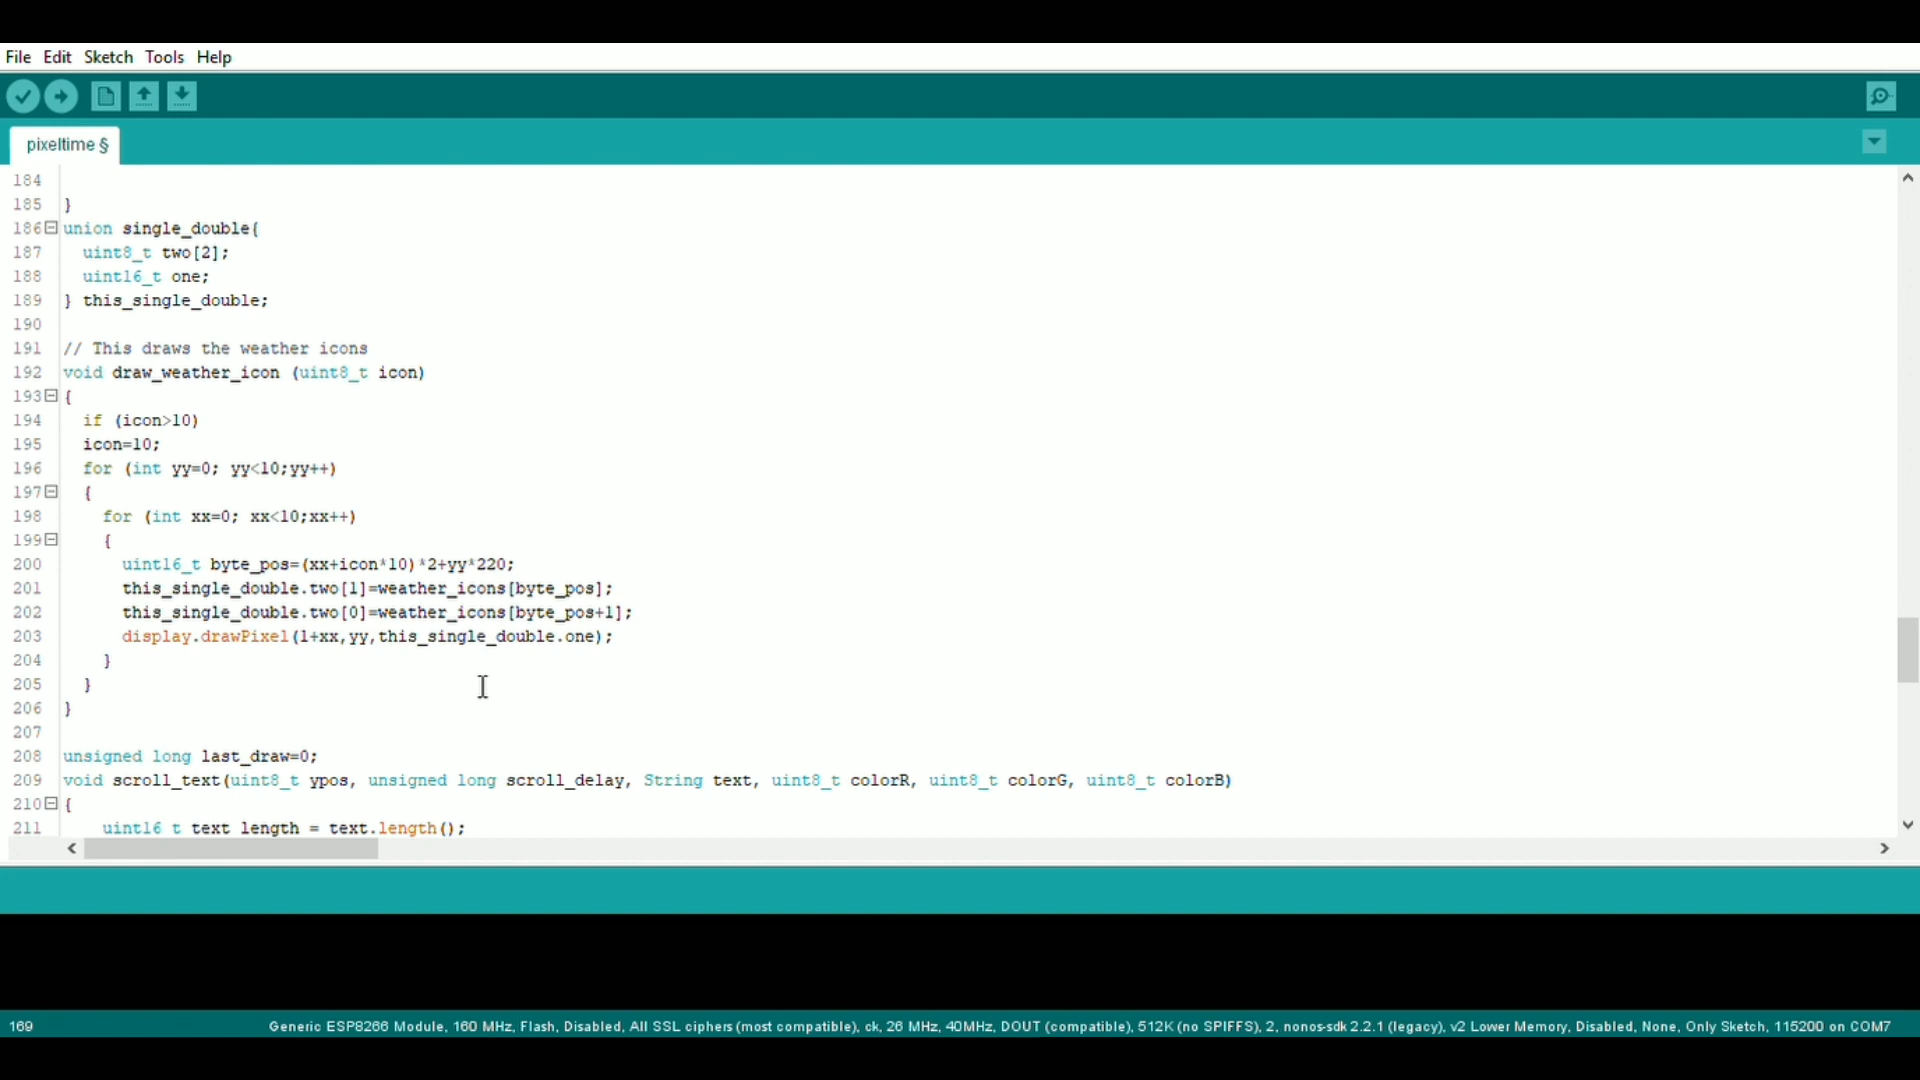 File Edit Sketch Tools Help
pixeltime §
184
185 }
186 union single_double{
187   uint8_t two[2];
188   uint16_t one;
189 } this_single_double;
190
191 // This draws the weather icons
192 void draw_weather_icon (uint8_t icon)
193 {
194   if (icon>10)
195   icon=10;
196   for (int yy=0; yy<10;yy++)
197   {
198     for (int xx=0; xx<10;xx++)
199     {
200       uint16_t byte_pos=(xx+icon*10)*2+yy*220;
201       this_single_double.two[1]=weather_icons[byte_pos];
202       this_single_double.two[0]=weather_icons[byte_pos+1];
203       display.drawPixel(1+xx,yy,this_single_double.one);
204     }
205   }
206 }
207
208 unsigned long last_draw=0;
209 void scroll_text(uint8_t ypos, unsigned long scroll_delay, String text, uint8_t colorR, uint8_t colorG, uint8_t colorB)
210 {
211     uint16_t text_length = text.length();
169 Generic ESP8266 Module, 160 MHz, Flash, Disabled, All SSL ciphers (most compatible), ck, 26 MHz, 40MHz, DOUT (compatible), 512K (no SPIFFS), 2, nonos-sdk 2.2.1 (legacy), v2 Lower Memory, Disabled, None, Only Sketch, 115200 on COM7